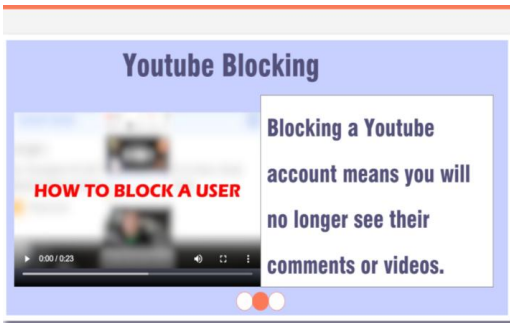 Youtube Blocking
HOW TO BLOCK A USER
0:00 / 0:23
Blocking a Youtube
account means you will
no longer see their
comments or videos.